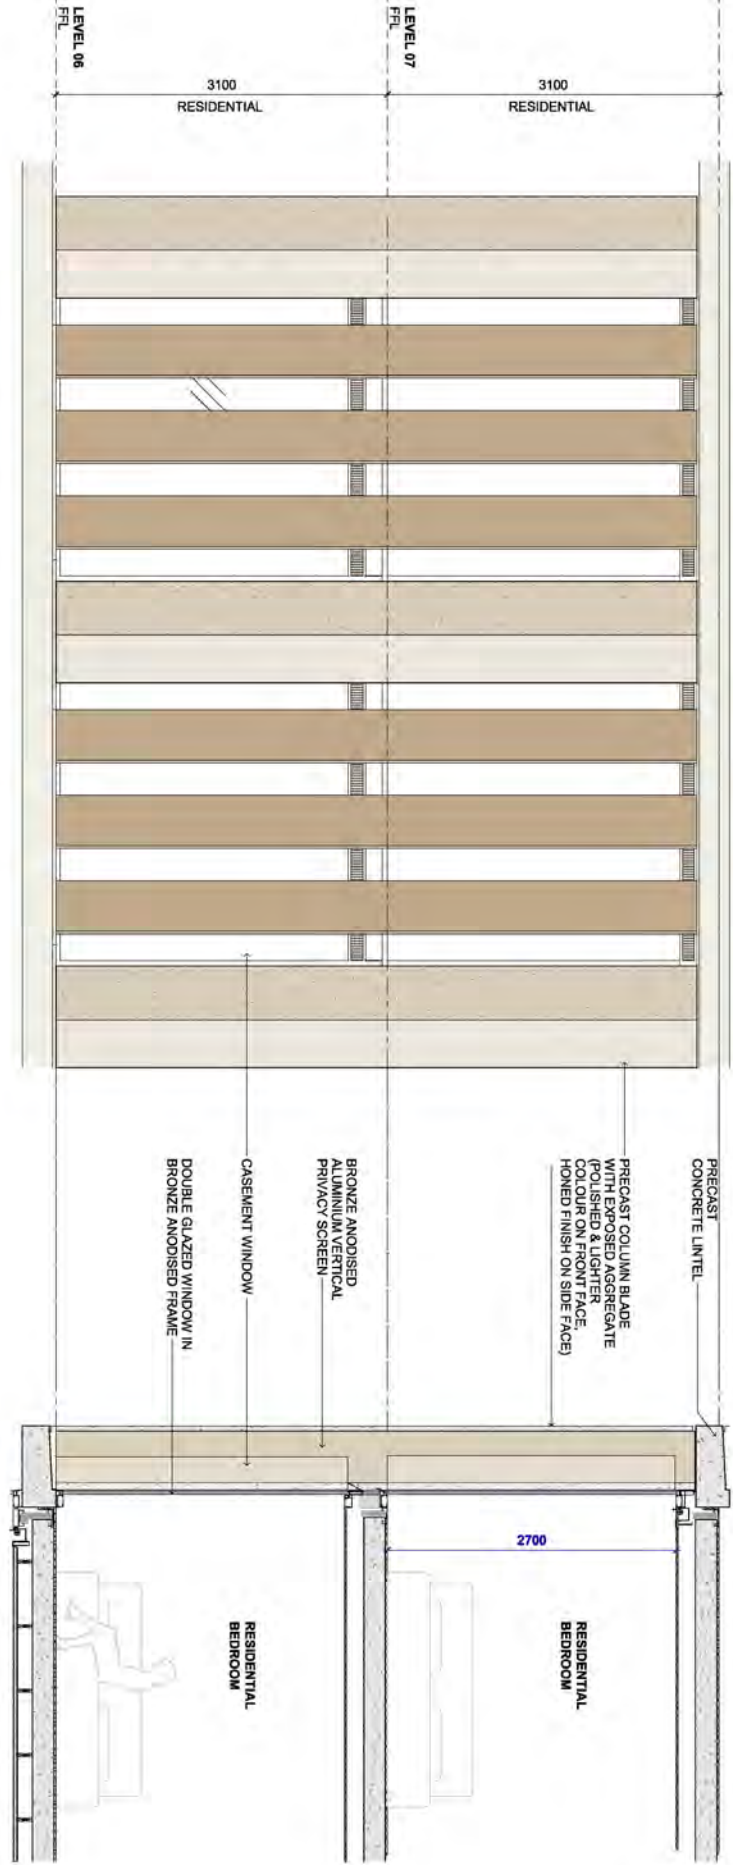 LEVEL 07
FFL
LEVEL 06
FFL
3100
RESIDENTIAL
3100
RESIDENTIAL
PRECAST
CONCRETE LINTEL
PRECAST COLUMN BLADE
WITH EXPOSED AGGREGATE
(POLISHED & LIGHTER
COLOUR ON FRONT FACE,
HONED FINISH ON SIDE FACE)
BRONZE ANODISED
ALUMINIUM VERTICAL
PRIVACY SCREEN
CASEMENT WINDOW
DOUBLE GLAZED WINDOW IN
BRONZE ANODISED FRAME
2700
RESIDENTIAL
BEDROOM
RESIDENTIAL
BEDROOM